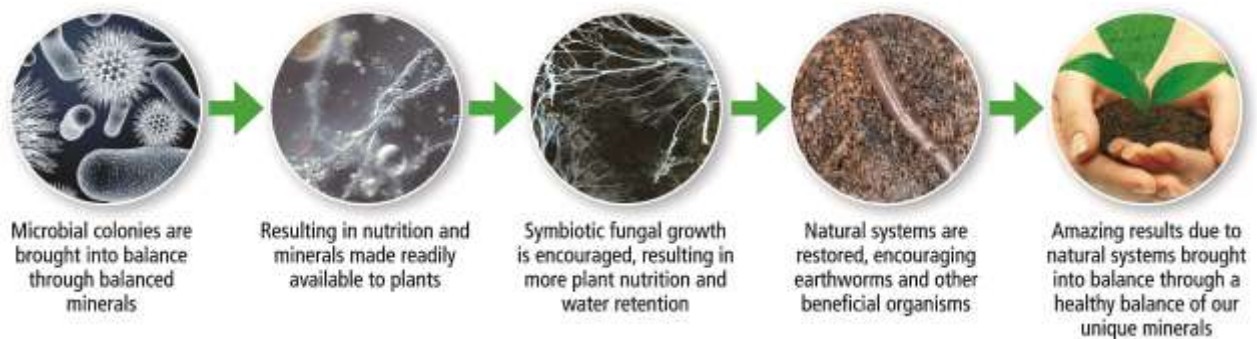 Microbial colonies are
brought into balance
through balanced
minerals
Resulting in nutrition and
minerals made readily
available to plants
Symbiotic fungal growth
is encouraged, resulting in
more plant nutrition and
water retention
Natural systems are
restored, encouraging
earthworms and other
beneficial organisms
Amazing results due to
natural systems brought
into balance through a
healthy balance of our
unique minerals